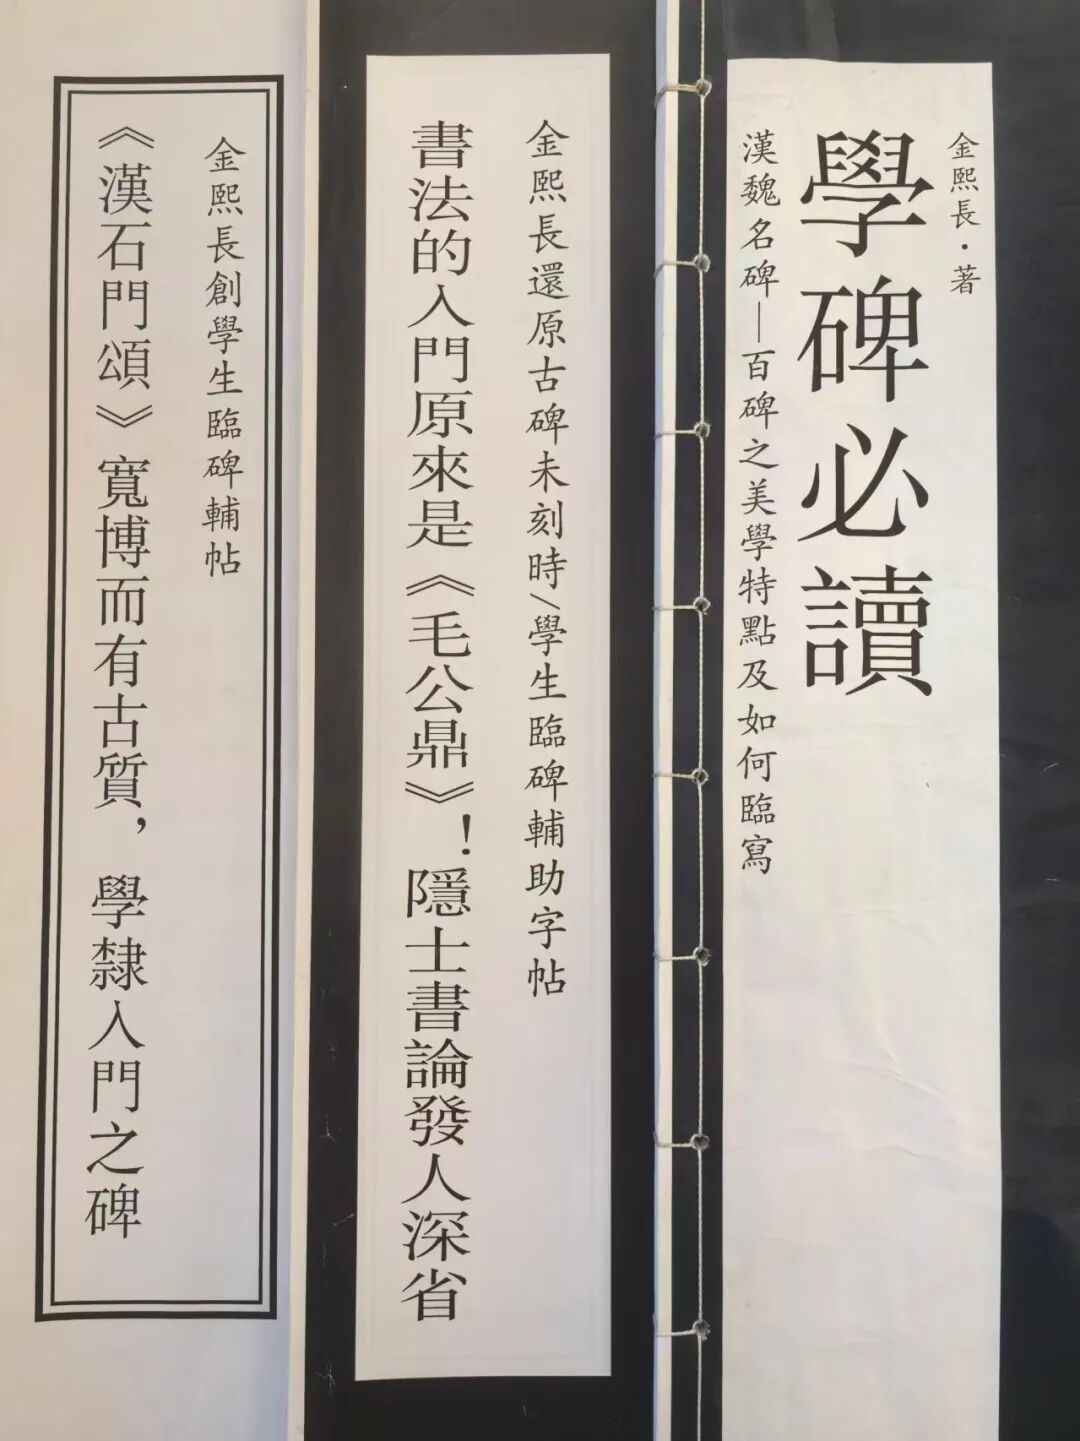 金熙長·著
學碑必讀
漢魏名碑—百碑之美學特點及如何臨寫
金熙長還原古碑未刻時/學生臨碑輔助字帖
書法的入門原來是《毛公鼎》！隱士書論發人深省
金熙長創學生臨碑輔帖
《漢石門頌》寬博而有古質，學隸入門之碑